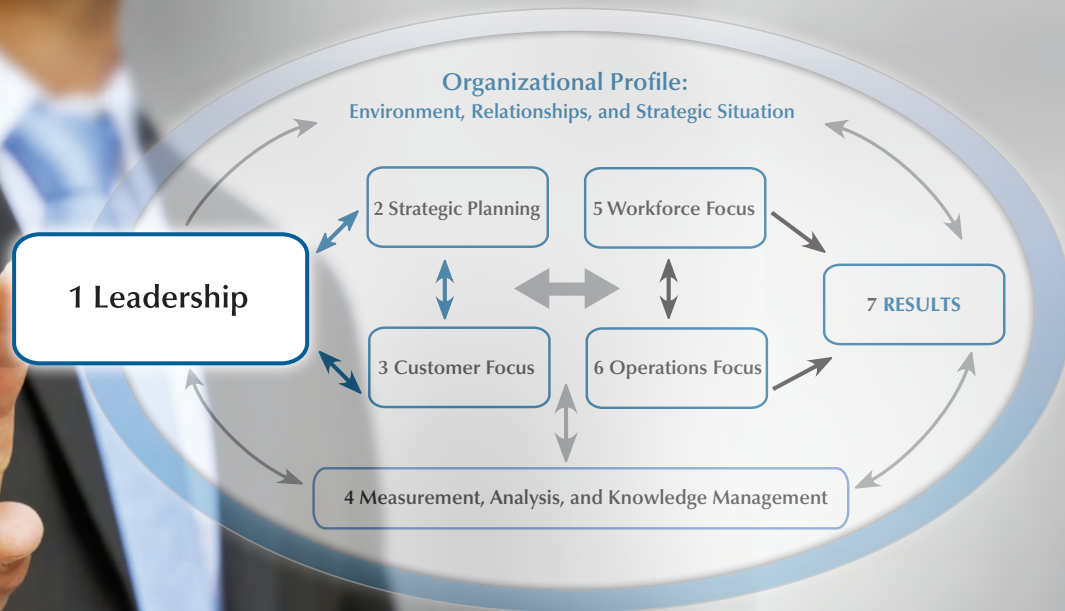 Organizational Profile:
Environment, Relationships, and Strategic Situation
2 Strategic Planning
5 Workforce Focus
1 Leadership
7 RESULTS
3 Customer Focus
6 Operations Focus
4 Measurement, Analysis, and Knowledge Management